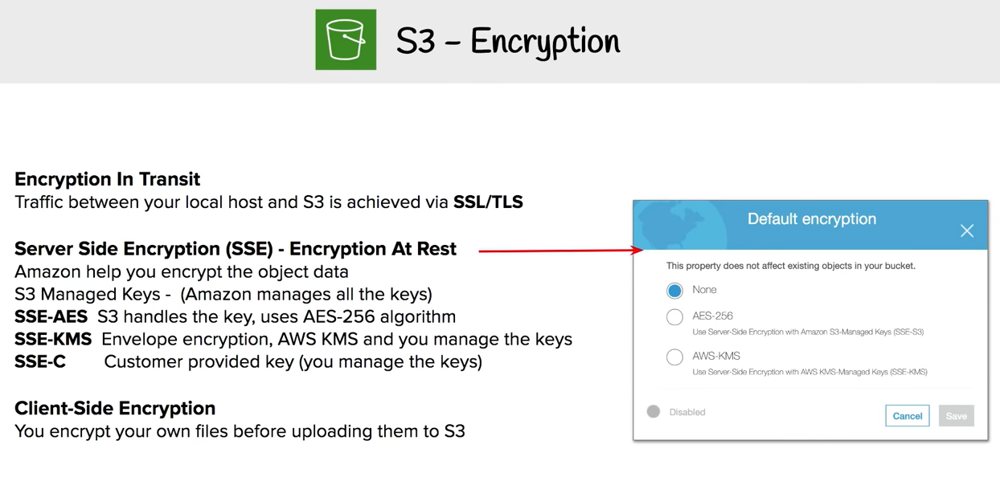 S3 – Encryption
Encryption In Transit
Traffic between your local host and S3 is achieved via SSL/TLS
Server Side Encryption (SSE) - Encryption At Rest
Amazon help you encrypt the object data
S3 Managed Keys - (Amazon manages all the keys)
SSE-AES S3 handles the key, uses AES-256 algorithm
SSE-KMS Envelope encryption, AWS KMS and you manage the keys
SSE-C Customer provided key (you manage the keys)
Client-Side Encryption
You encrypt your own files before uploading them to S3
Default encryption
This property does not affect existing objects in your bucket.
None
AES-256
Use Server-Side Encryption with Amazon S3-Managed Keys (SSE-S3)
AWS-KMS
Use Server-Side Encryption with AWS KMS-Managed Keys (SSE-KMS)
Disabled
Cancel Save